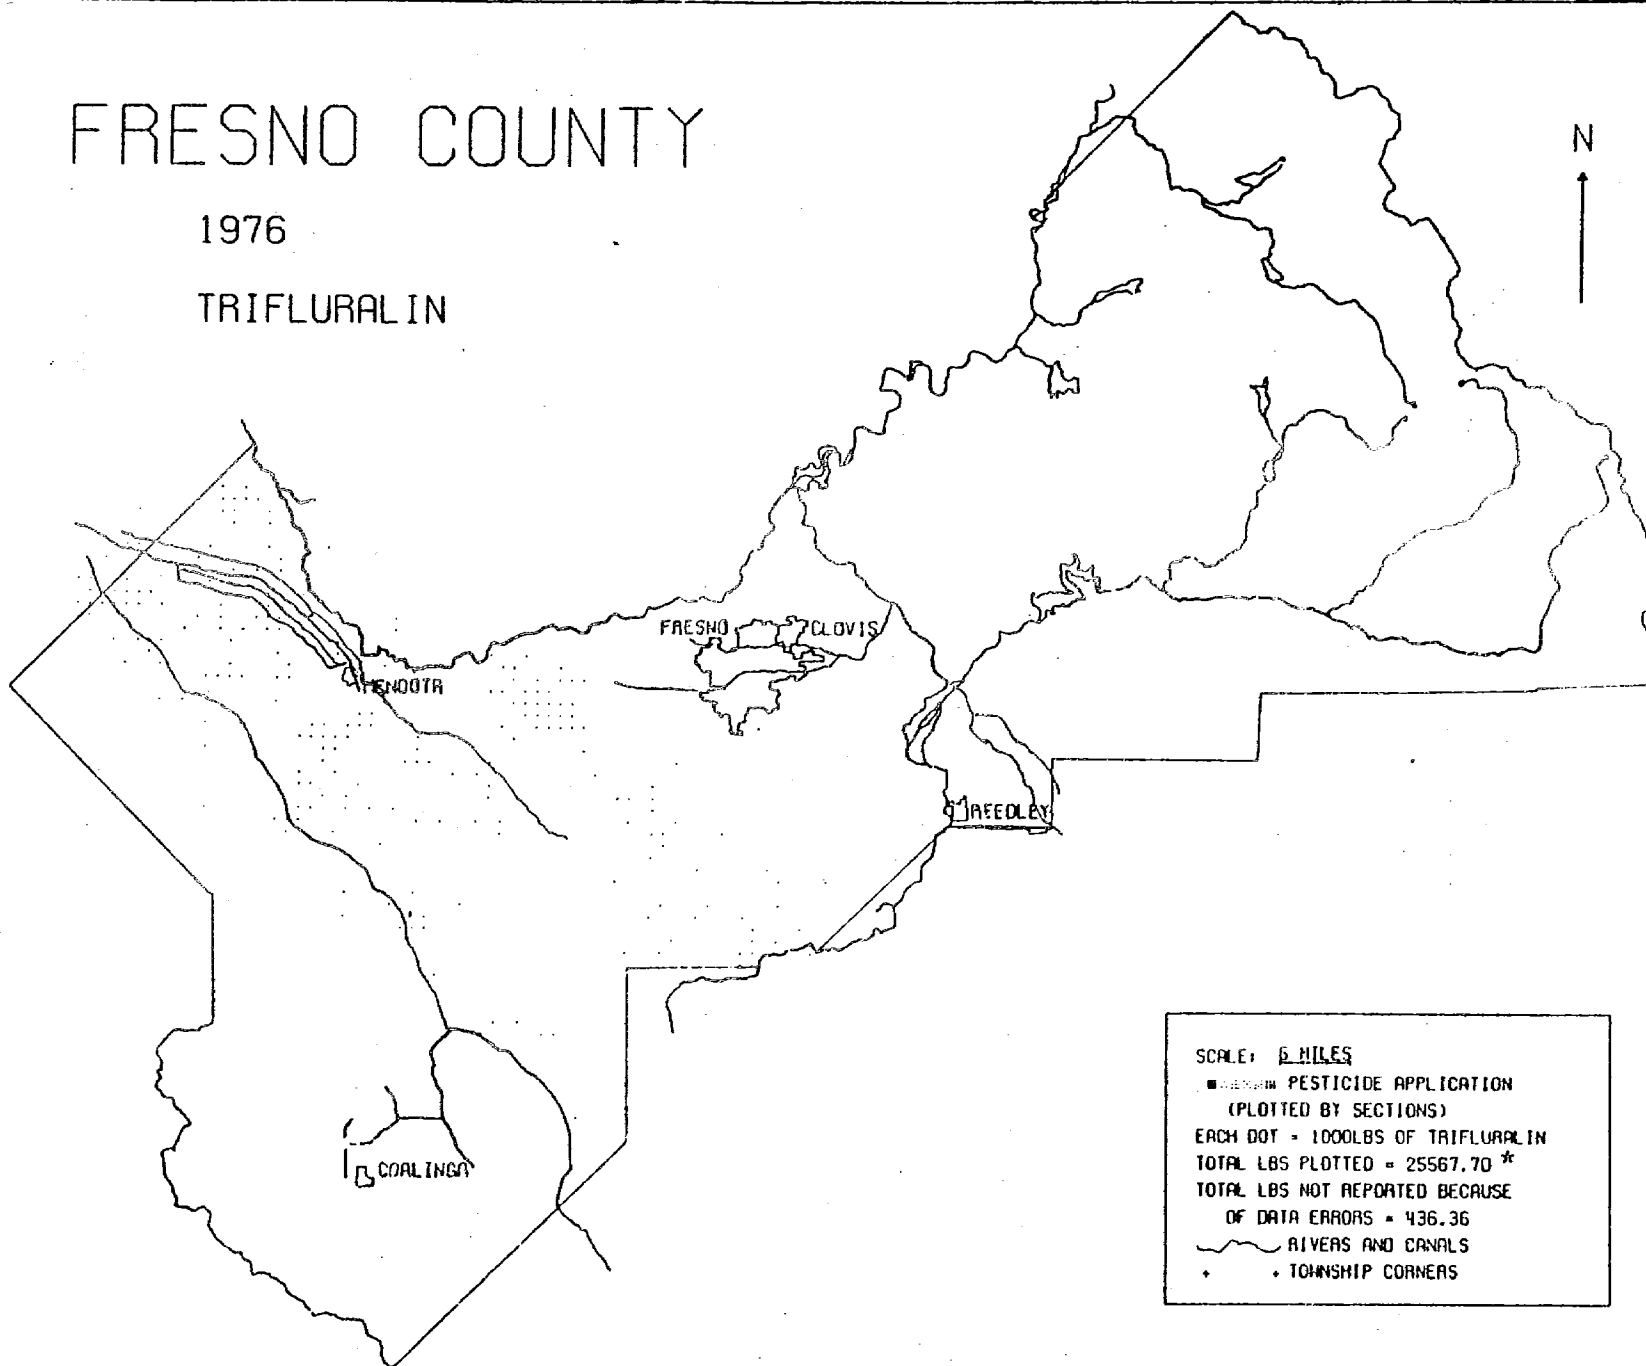 FRESNO COUNTY
1976
TRIFLURALIN
N
FRESNO
CLOVIS
MENDOTA
REEDLEY
COALINGA
SCALE: 6 MILES
PESTICIDE APPLICATION
(PLOTTED BY SECTIONS)
EACH DOT = 1000LBS OF TRIFLURALIN
TOTAL LBS PLOTTED = 25567.70 *
TOTAL LBS NOT REPORTED BECAUSE
OF DATA ERRORS = 436.36
RIVERS AND CANALS
TOWNSHIP CORNERS